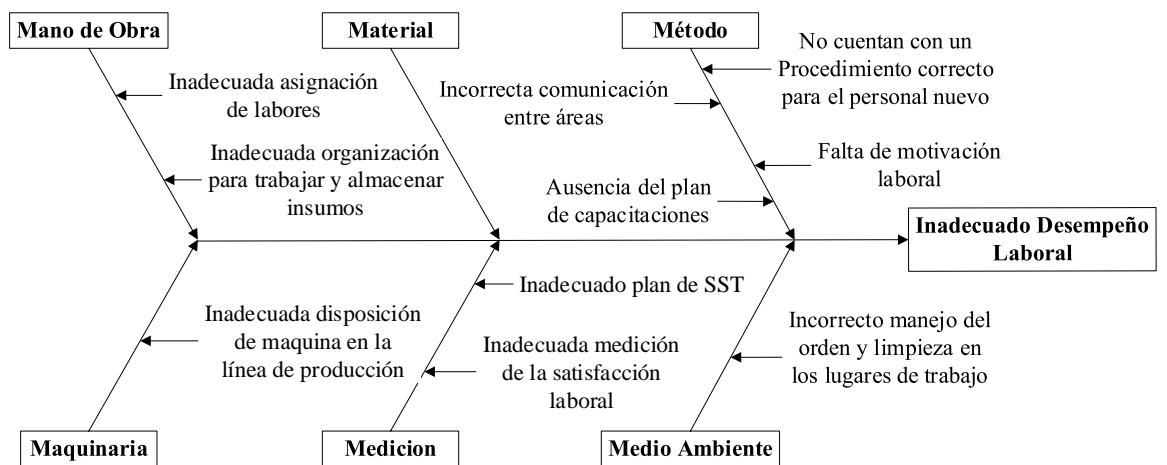 Mano de Obra
Material
Método
No cuentan con un
Procedimiento correcto
para el personal nuevo
Inadecuada asignación
de labores
Incorrecta comunicación
entre áreas
Inadecuada organización
para trabajar y almacenar
insumos
Falta de motivación
laboral
Ausencia del plan
de capacitaciones
Inadecuado Desempeño
Laboral
Inadecuado plan de SST
Inadecuada disposición
de maquina en la
línea de producción
Inadecuada medición
de la satisfacción
laboral
Incorrecto manejo del
orden y limpieza en
los lugares de trabajo
Maquinaria
Medicion
Medio Ambiente